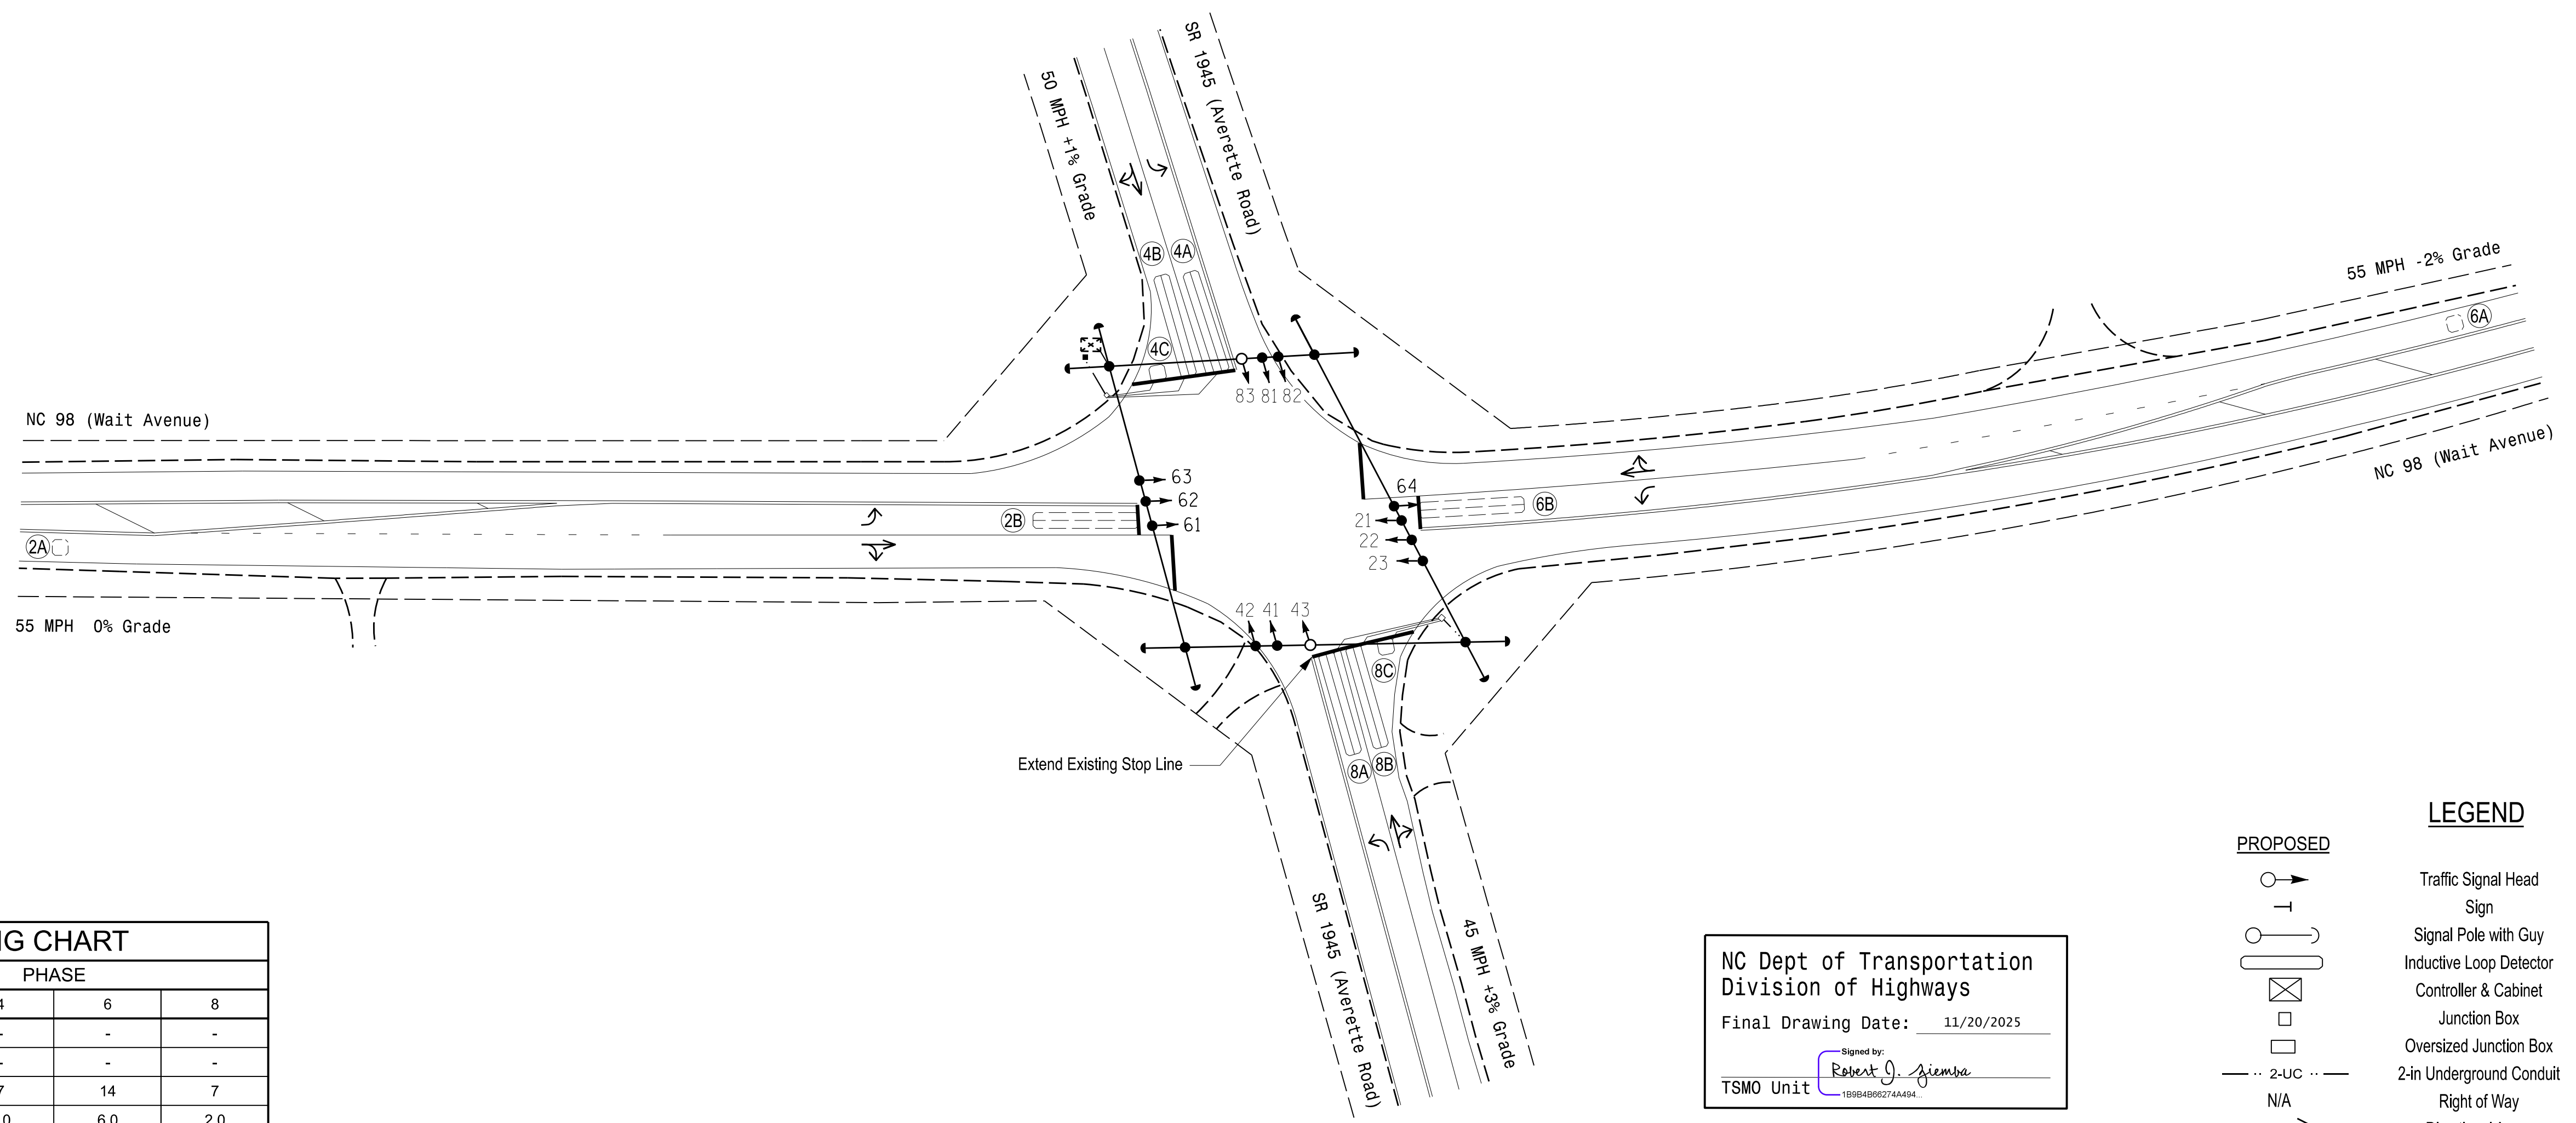 50 MPH +1% Grade
SR 1945 (Averette Road)
4B
4A
4C
83 81 82
55 MPH -2% Grade
6A
NC 98 (Wait Avenue)
NC 98 (Wait Avenue)
63
62
61
64
21
22
23
2B
6B
2A
55 MPH 0% Grade
42 41 43
8C
8A
8B
Extend Existing Stop Line
SR 1945 (Averette Road)
45 MPH +3% Grade
G CHART
PHASE
4 6 8
- - -
- - -
7 14 7
.0 6.0 2.0
NC Dept of Transportation
Division of Highways
Final Drawing Date: 11/20/2025
Signed by:
Robert J. Ziemba
TSMO Unit
1B9B4B66274A494...
LEGEND
PROPOSED
Traffic Signal Head
Sign
Signal Pole with Guy
Inductive Loop Detector
Controller & Cabinet
Junction Box
Oversized Junction Box
2-UC 2-in Underground Conduit
N/A Right of Way